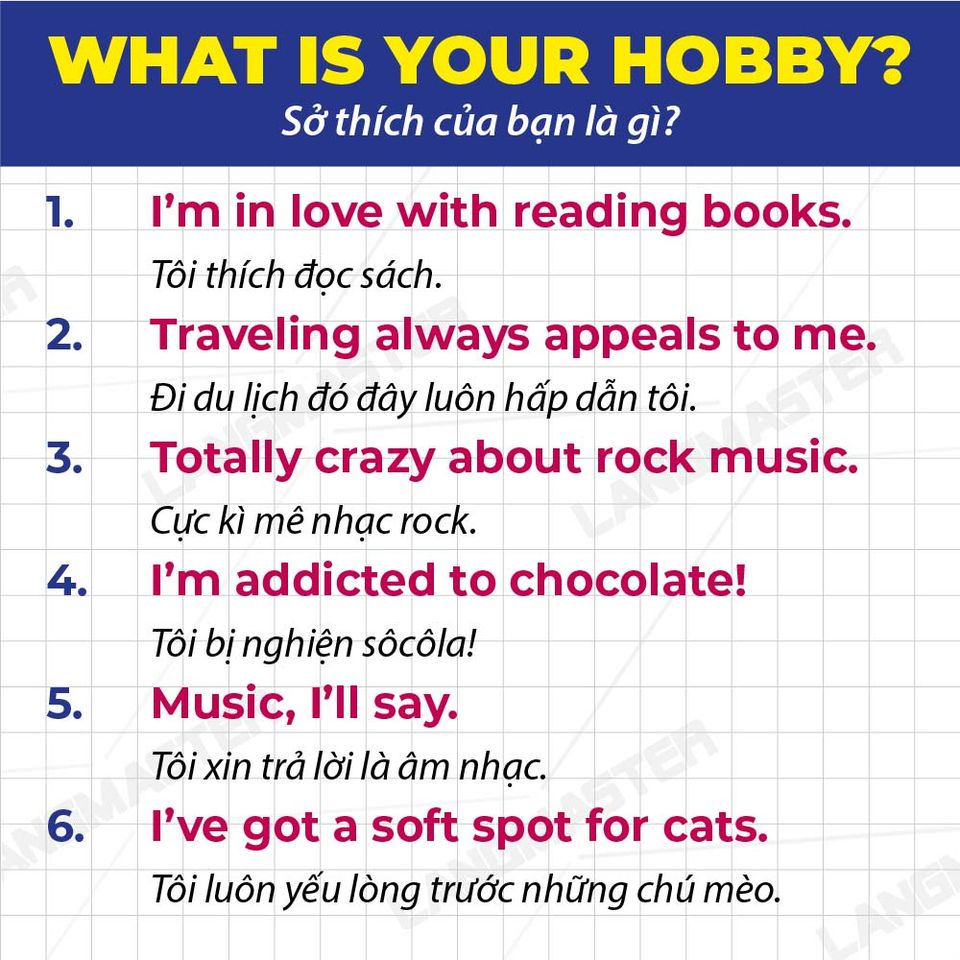 WHAT IS YOUR HOBBY?
Sở thích của bạn là gì?
1. I’m in love with reading books.
Tôi thích đọc sách.
2. Traveling always appeals to me.
Đi du lịch đó đây luôn hấp dẫn tôi.
3. Totally crazy about rock music.
Cực kì mê nhạc rock.
4. I’m addicted to chocolate!
Tôi bị nghiện sôcôla!
5. Music, I’ll say.
Tôi xin trả lời là âm nhạc.
6. I’ve got a soft spot for cats.
Tôi luôn yếu lòng trước những chú mèo.
LANGMASTER
LANGMASTER
LANGMASTER
LANGMASTER